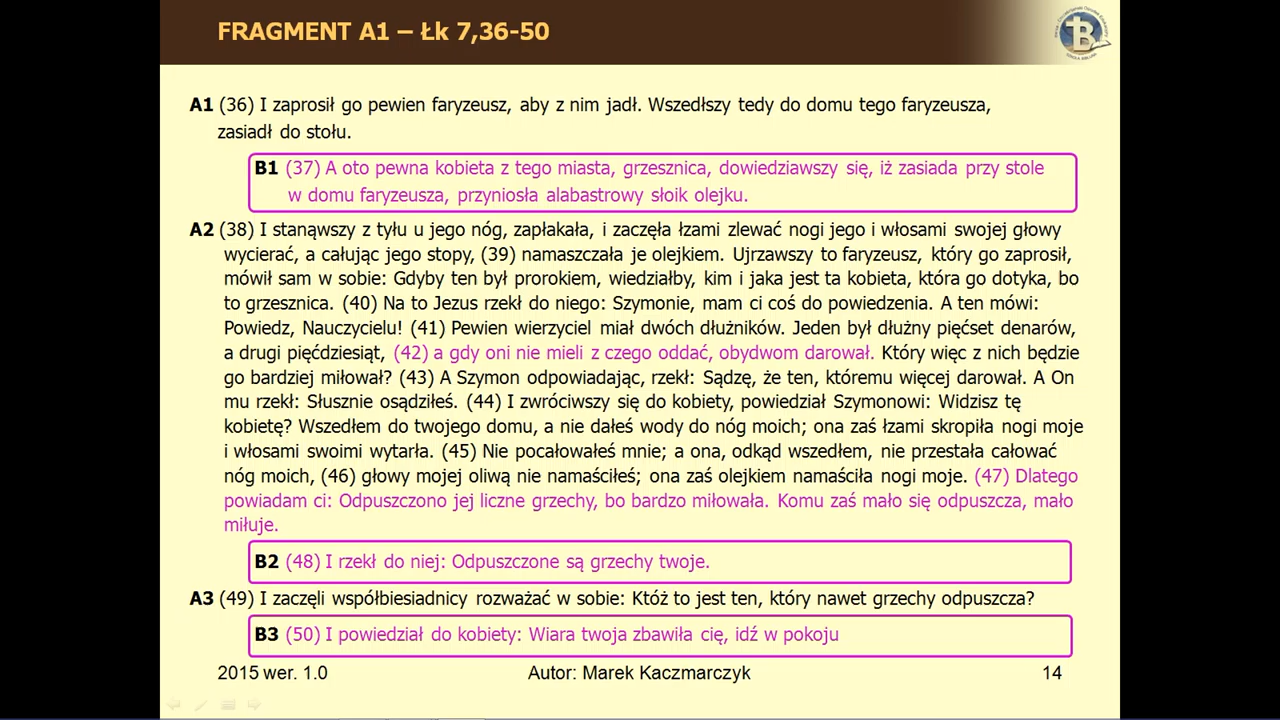 FRAGMENT A1 – Łk 7,36-50
A1 (36) I zaprosił go pewien faryzeusz, aby z nim jadł. Wszedłszy tedy do domu tego faryzeusza,
zasiadł do stołu.
B1 (37) A oto pewna kobieta z tego miasta, grzesznica, dowiedziawszy się, iż zasiada przy stole
w domu faryzeusza, przyniosła alabastrowy słoik olejku.
A2 (38) I stanąwszy z tyłu u jego nóg, zapłakała, i zaczęła łzami zlewać nogi jego i włosami swojej głowy
wycierać, a całując jego stopy, (39) namaszczała je olejkiem. Ujrzawszy to faryzeusz, który go zaprosił,
mówił sam w sobie: Gdyby ten był prorokiem, wiedziałby, kim i jaka jest ta kobieta, która go dotyka, bo
to grzesznica. (40) Na to Jezus rzekł do niego: Szymonie, mam ci coś do powiedzenia. A ten mówi:
Powiedz, Nauczycielu! (41) Pewien wierzyciel miał dwóch dłużników. Jeden był dłużny pięćset denarów,
a drugi pięćdziesiąt, (42) a gdy oni nie mieli z czego oddać, obydwom darował. Który więc z nich będzie
go bardziej miłował? (43) A Szymon odpowiadając, rzekł: Sądzę, że ten, któremu więcej darował. A On
mu rzekł: Słusznie osądziłeś. (44) I zwróciwszy się do kobiety, powiedział Szymonowi: Widzisz tę
kobietę? Wszedłem do twojego domu, a nie dałeś wody do nóg moich; ona zaś łzami skropiła nogi moje
i włosami swoimi wytarła. (45) Nie pocałowałeś mnie; a ona, odkąd wszedłem, nie przestała całować
nóg moich, (46) głowy mojej oliwą nie namaściłeś; ona zaś olejkiem namaściła nogi moje. (47) Dlatego
powiadam ci: Odpuszczono jej liczne grzechy, bo bardzo miłowała. Komu zaś mało się odpuszcza, mało
miłuje.
B2 (48) I rzekł do niej: Odpuszczone są grzechy twoje.
A3 (49) I zaczęli współbiesiadnicy rozważać w sobie: Któż to jest ten, który nawet grzechy odpuszcza?
B3 (50) I powiedział do kobiety: Wiara twoja zbawiła cię, idź w pokoju
2015 wer. 1.0 Autor: Marek Kaczmarczyk 14